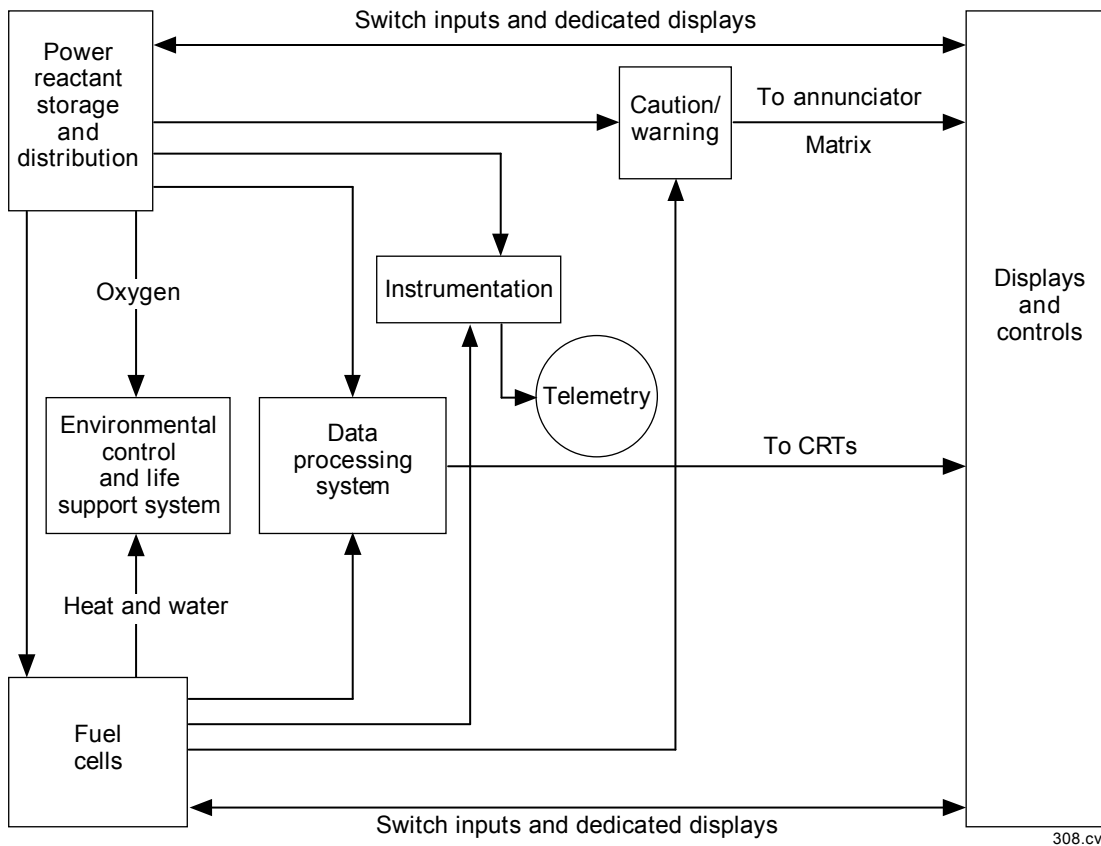 Switch inputs and dedicated displays
Power
reactant
storage
and
distribution
Caution/
warning
To annunciator
Matrix
Displays
and
controls
Oxygen
Instrumentation
Telemetry
Environmental
control
and life
support system
Data
processing
system
To CRTs
Heat and water
Fuel
cells
Switch inputs and dedicated displays
308.cv